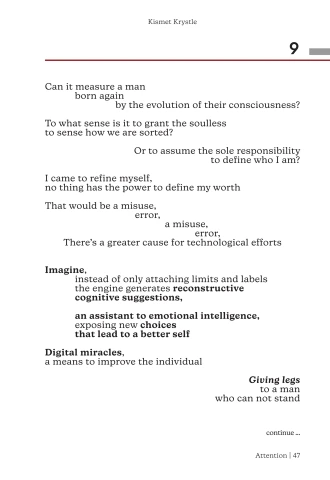 Kismet Krystle
9
Can it measure a man
born again
by the evolution of their consciousness?
To what sense is it to grant the soulless
to sense how we are sorted?
Or to assume the sole responsibility
to define who I am?
I came to refine myself,
no thing has the power to define my worth
That would be a misuse,
error,
a misuse,
error,
There's a greater cause for technological efforts
Imagine,
instead of only attaching limits and labels
the engine generates reconstructive
cognitive suggestions,
an assistant to emotional intelligence,
exposing new choices
that lead to a better self
Digital miracles,
a means to improve the individual
Giving legs
to a man
who can not stand
continue ...
Attention | 47